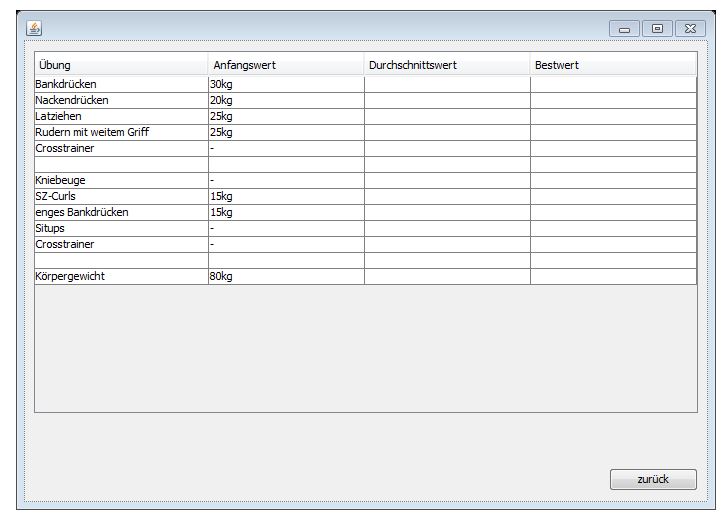 Übung Anfangswert Durchschnittswert Bestwert
Bankdrücken 30kg
Nackendrücken 20kg
Latziehen 25kg
Rudern mit weitem Griff 25kg
Crosstrainer -
Kniebeuge -
SZ-Curls 15kg
enges Bankdrücken 15kg
Situps -
Crosstrainer -
Körpergewicht 80kg
zurück